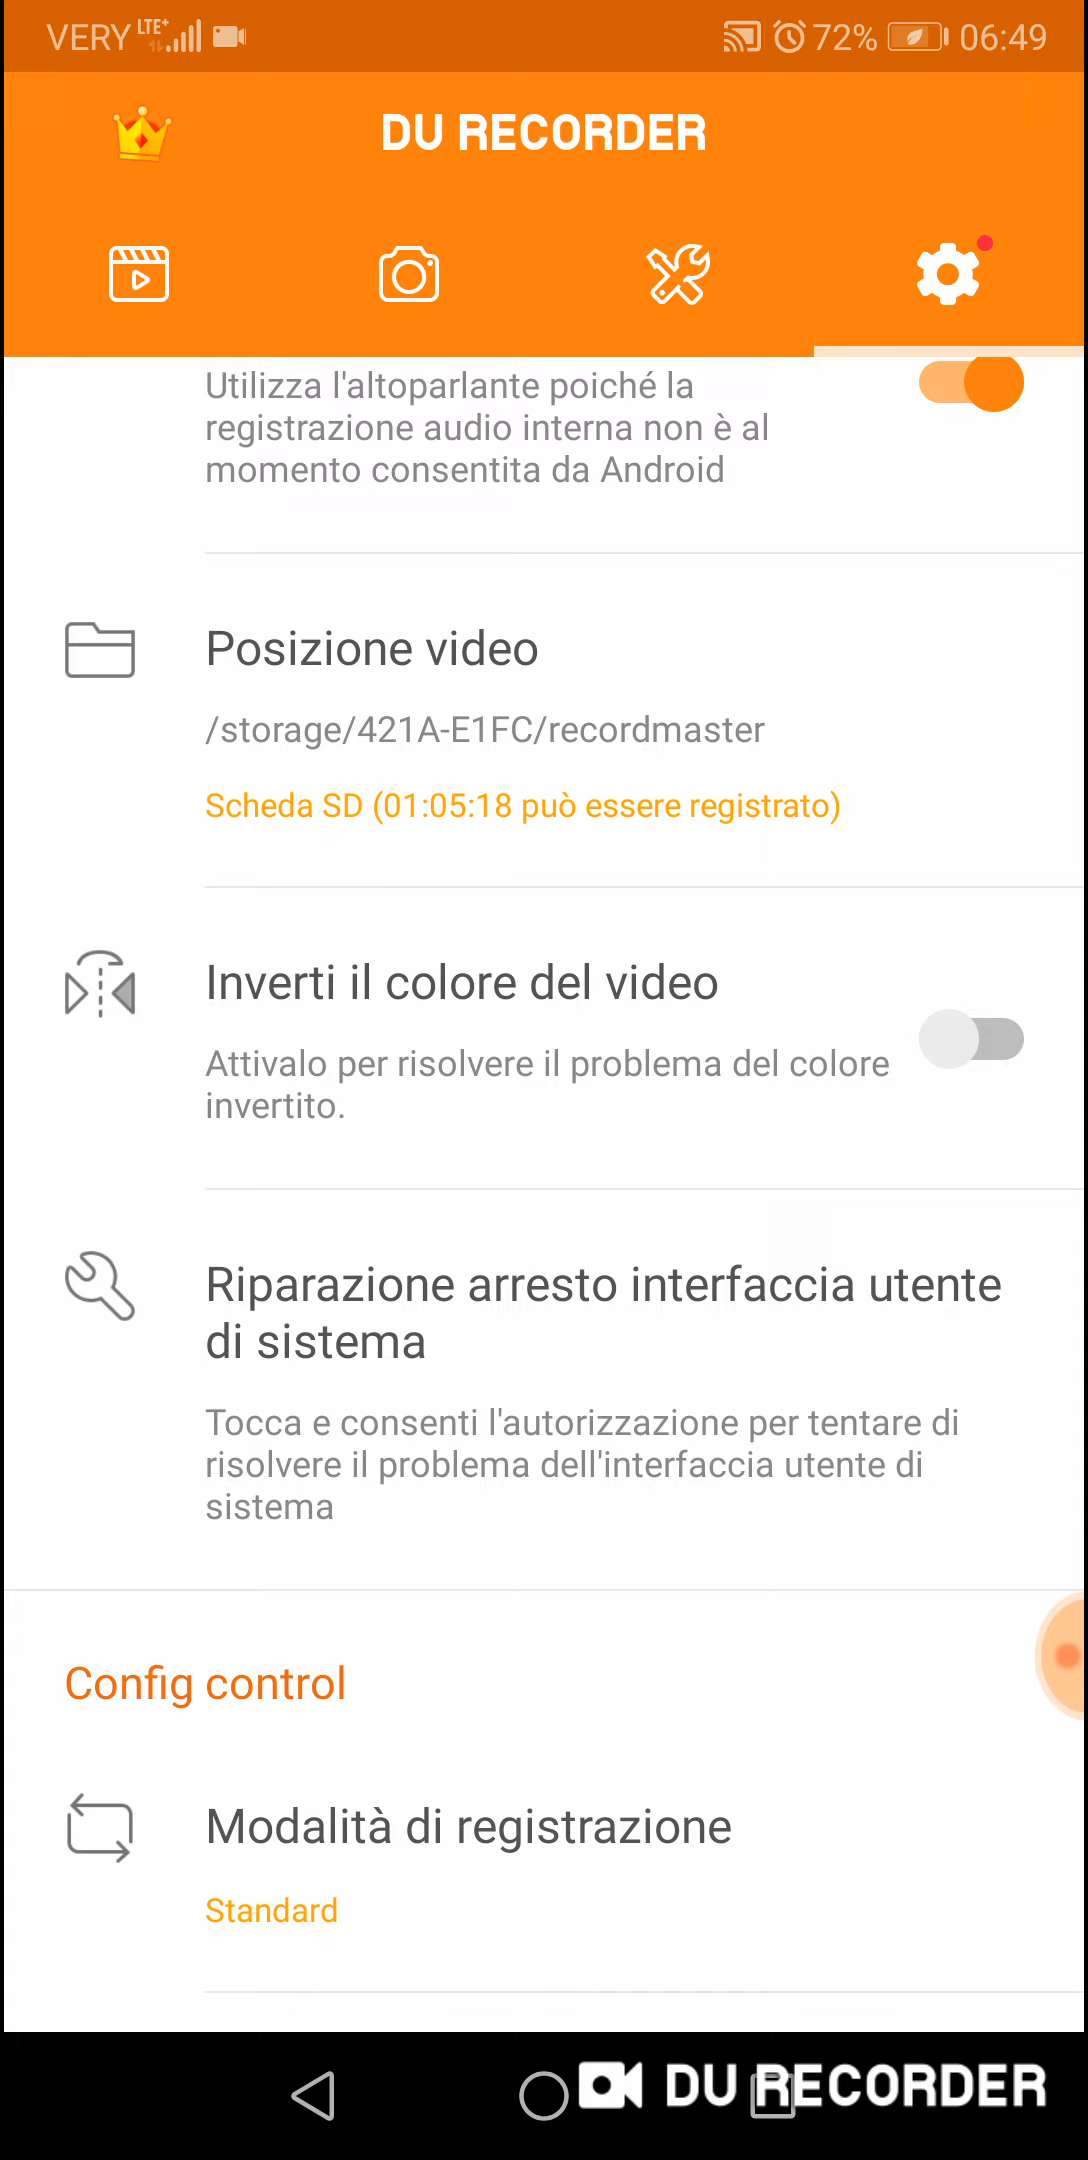 VERY LTE+ 72% 06:49
DU RECORDER
Utilizza l'altoparlante poiché la
registrazione audio interna non è al
momento consentita da Android
Posizione video
/storage/421A-E1FC/recordmaster
Scheda SD (01:05:18 può essere registrato)
Inverti il colore del video
Attivalo per risolvere il problema del colore
invertito.
Riparazione arresto interfaccia utente
di sistema
Tocca e consenti l'autorizzazione per tentare di
risolvere il problema dell'interfaccia utente di
sistema
Config control
Modalità di registrazione
Standard
DU RECORDER